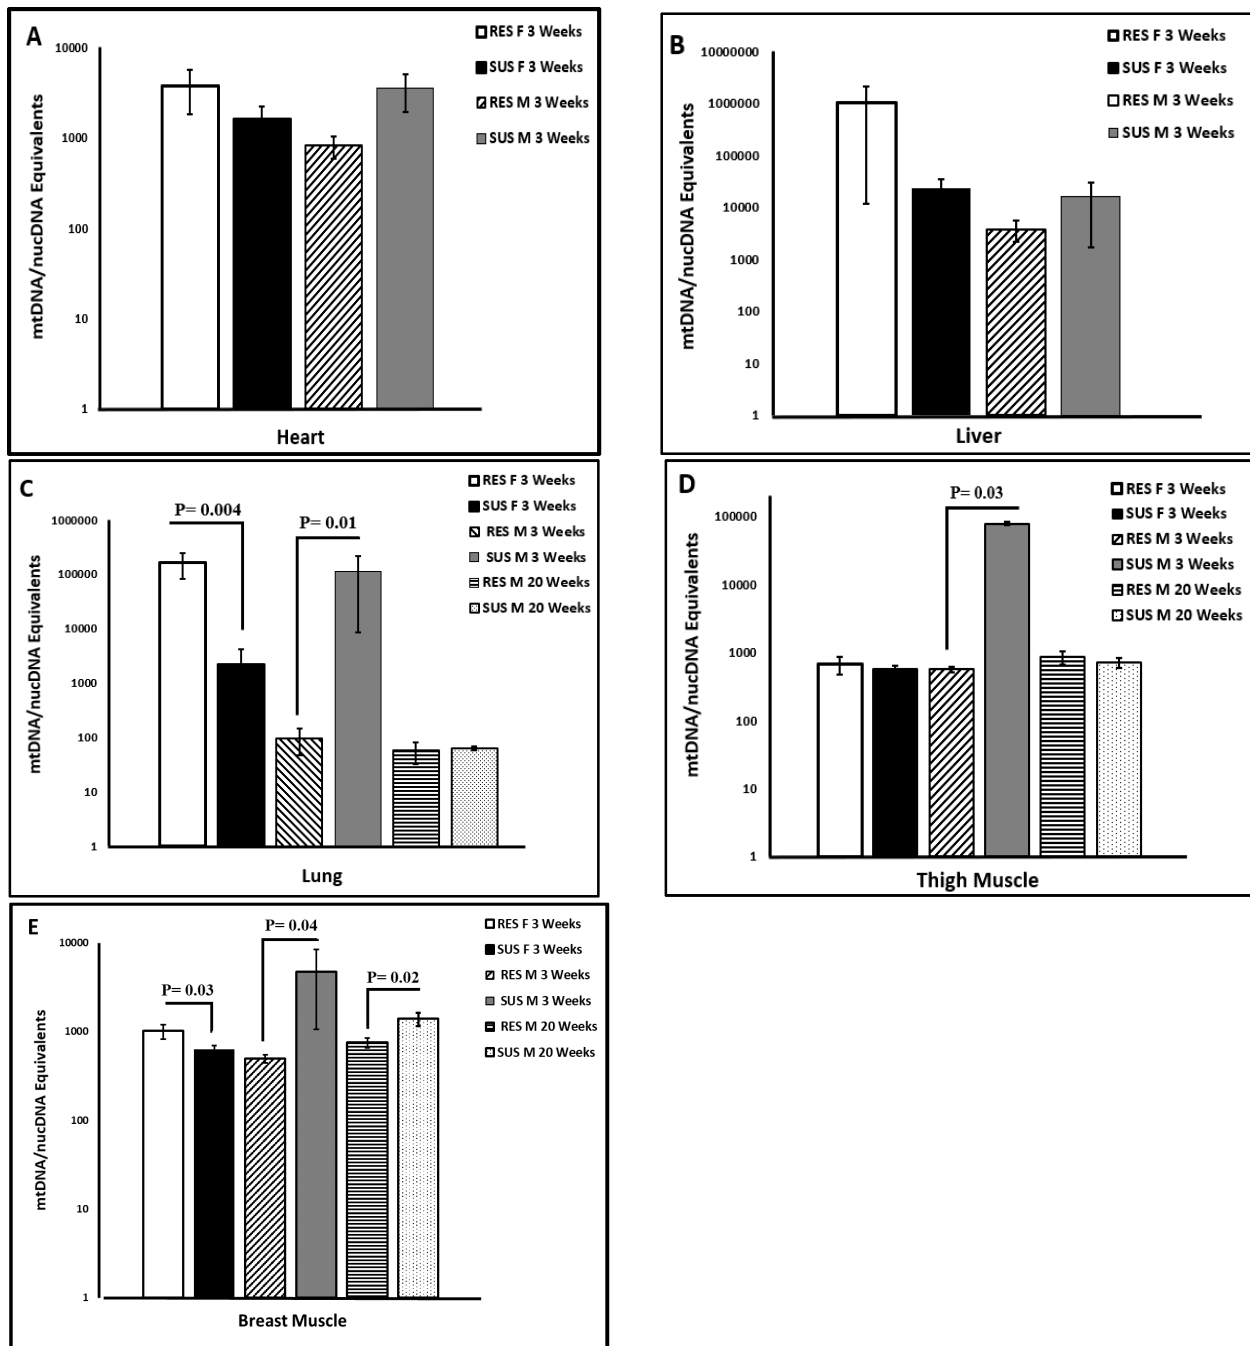 A
mtDNA/nucDNA Equivalents
10000
1000
100
10
1
RES F 3 Weeks
SUS F 3 Weeks
RES M 3 Weeks
SUS M 3 Weeks
Heart
B
mtDNA/nucDNA Equivalents
10000000
1000000
100000
10000
1000
100
10
1
RES F 3 Weeks
SUS F 3 Weeks
RES M 3 Weeks
SUS M 3 Weeks
Liver
C
mtDNA/nucDNA Equivalents
1000000
100000
10000
1000
100
10
1
P= 0.004
P= 0.01
RES F 3 Weeks
SUS F 3 Weeks
RES M 3 Weeks
SUS M 3 Weeks
RES M 20 Weeks
SUS M 20 Weeks
Lung
D
mtDNA/nucDNA Equivalents
100000
10000
1000
100
10
1
P= 0.03
RES F 3 Weeks
SUS F 3 Weeks
RES M 3 Weeks
SUS M 3 Weeks
RES M 20 Weeks
SUS M 20 Weeks
Thigh Muscle
E
mtDNA/nucDNA Equivalents
10000
1000
100
10
1
P= 0.03
P= 0.04
P= 0.02
RES F 3 Weeks
SUS F 3 Weeks
RES M 3 Weeks
SUS M 3 Weeks
RES M 20 Weeks
SUS M 20 Weeks
Breast Muscle